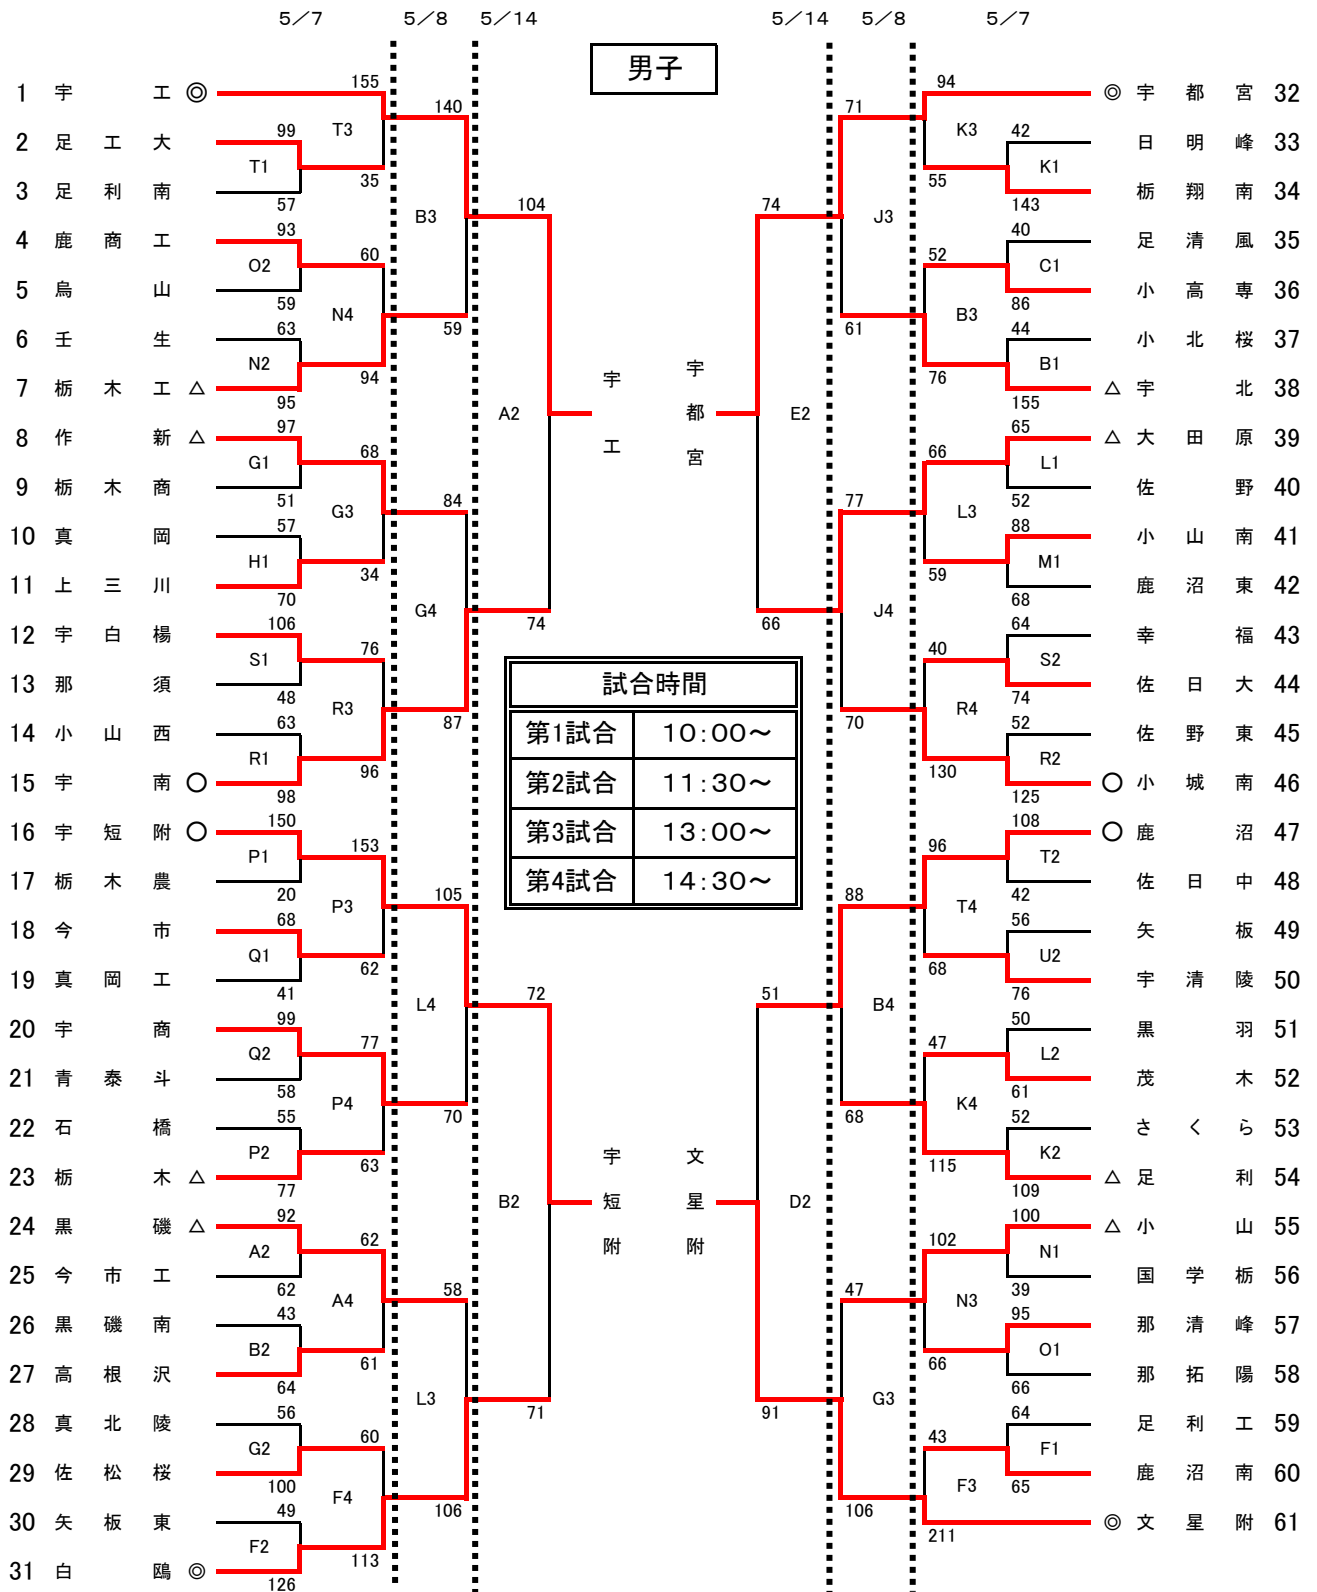 5／7 5／8 5／14 5／14 5／8 5／7
男子
155 94
1 宇 工 ◎ ◎ 宇 都 宮 32
140 71
99 T3 K3 42
2 足 工 大 日 明 峰 33
T1 K1
35 55
3 足 利 南 栃 翔 南 34
57 104 74 143
93 B3 J3 40
4 鹿 商 工 足 清 風 35
60 52
O2 C1
5 烏 山 小 高 専 36
59 86
63 N4 B3 44
59 61
6 壬 生 小 北 桜 37
N2 B1
94 76
7 栃 木 工 △ △ 宇 北 38
95 155
宇 工 宇 都 宮
A2 E2
97 65
8 作 新 △ △ 大 田 原 39
68 66
G1 L1
9 栃 木 商 佐 野 40
51 84 77 52
57 G3 L3 88
10 真 岡 小 山 南 41
H1 M1
34 59
11 上 三 川 鹿 沼 東 42
70 68
G4 J4
106 74 66 64
12 宇 白 楊 幸 福 43
76 40
S1 S2
13 那 須 佐 日 大 44
48 74
63 R3 R4 52
87 70
14 小 山 西 佐 野 東 45
R1 R2
96 130
15 宇 南 ○ ○ 小 城 南 46
98 125
試合時間
第1試合 10:00～
第2試合 11:30～
第3試合 13:00～
第4試合 14:30～
150 108
16 宇 短 附 ○ ○ 鹿 沼 47
153 96
P1 T2
17 栃 木 農 佐 日 中 48
20 105 88 42
68 P3 T4 56
18 今 市 矢 板 49
Q1 U2
62 68
19 真 岡 工 宇 清 陵 50
41 72 51 76
L4 B4
99 50
20 宇 商 黒 羽 51
77 47
Q2 L2
21 青 泰 斗 茂 木 52
58 61
55 P4 K4 52
70 68
22 石 橋 さ く ら 53
P2 K2
63 115
23 栃 木 △ △ 足 利 54
77 109
宇 短 附 文 星 附
B2 D2
92 100
24 黒 磯 △ △ 小 山 55
62 102
A2 N1
25 今 市 工 国 学 栃 56
62 58 47 39
43 A4 N3 95
26 黒 磯 南 那 清 峰 57
B2 O1
61 66
27 高 根 沢 那 拓 陽 58
64 66
L3 G3
71 91
56 64
28 真 北 陵 足 利 工 59
60 43
G2 F1
29 佐 松 桜 鹿 沼 南 60
100 65
F4 F3
49 106 106
30 矢 板 東 ◎ 文 星 附 61
211
F2
113
31 白 鴎 ◎
126